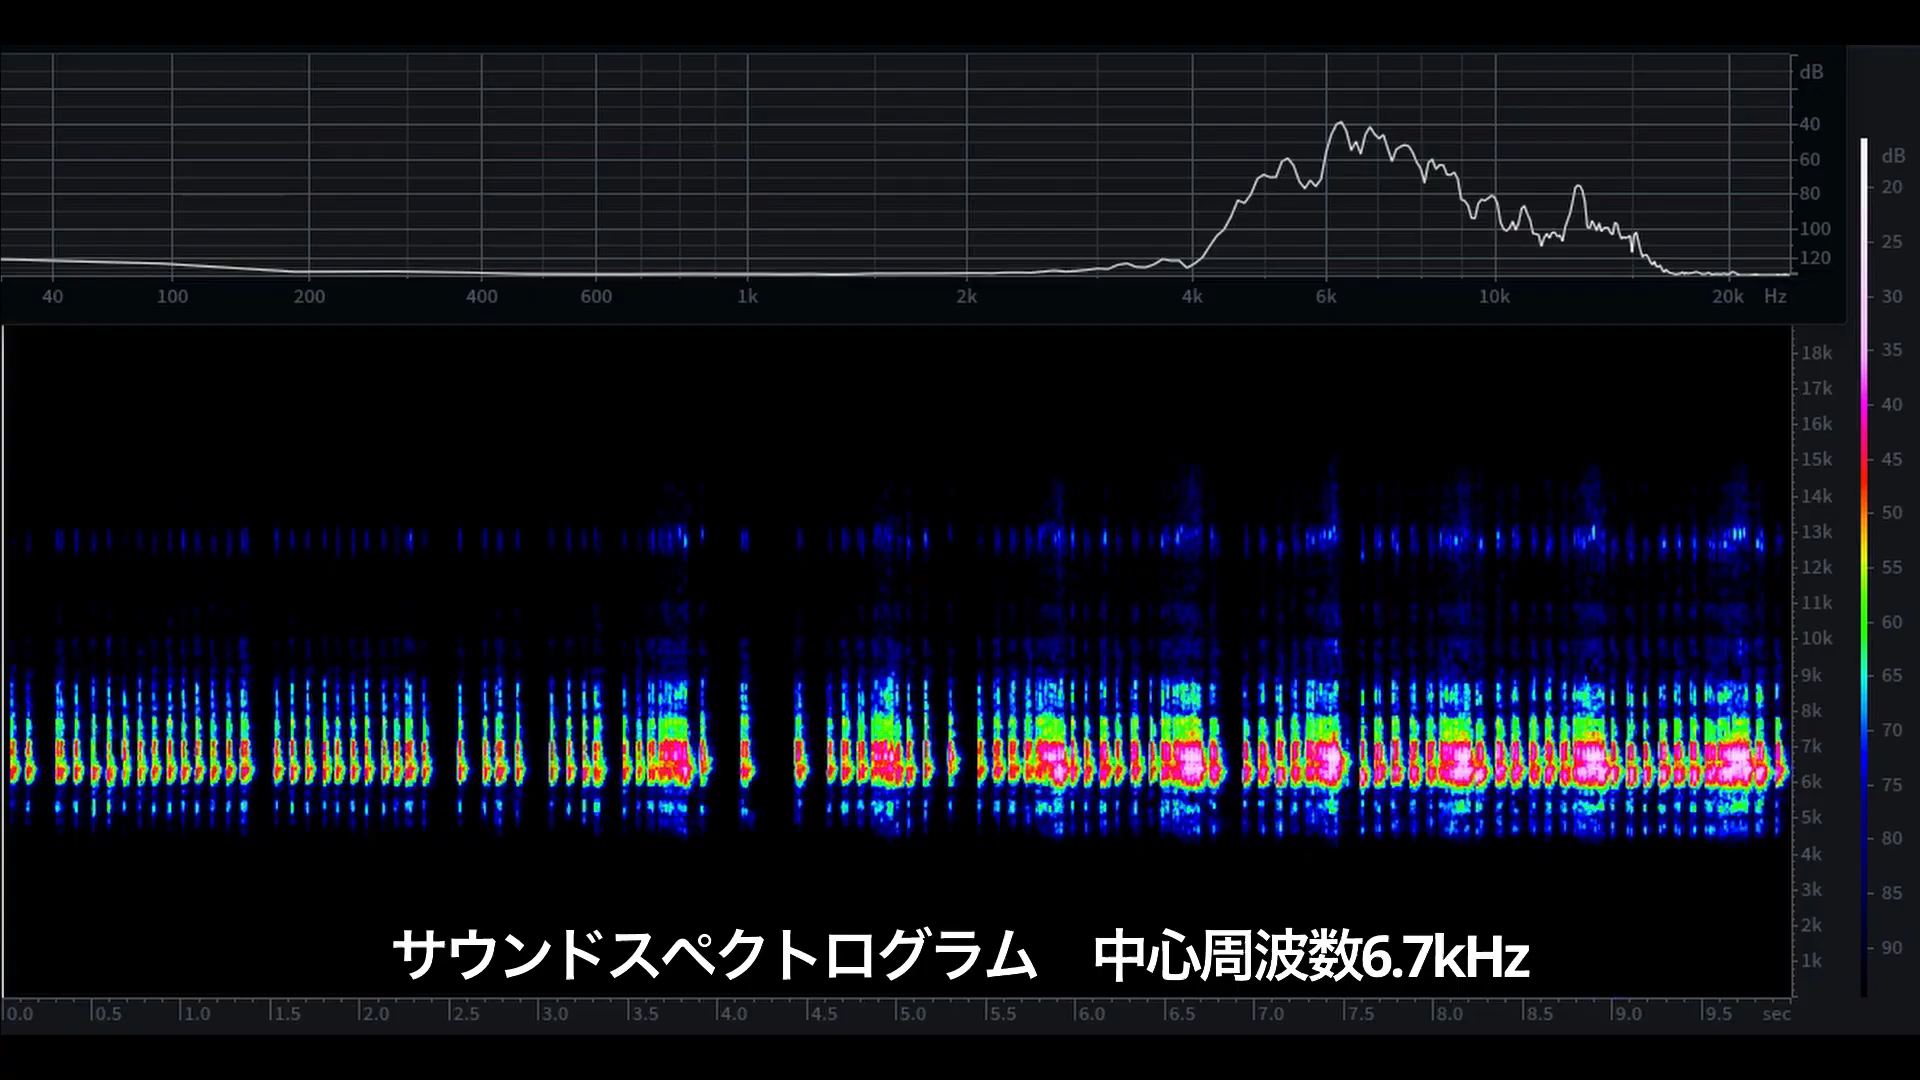 dB
40
60
80
100
120
40 100 200 400 600 1k 2k 4k 6k 10k 20k Hz
dB
20
25
30
35
40
45
50
55
60
65
70
75
80
85
90
18k
17k
16k
15k
14k
13k
12k
11k
10k
9k
8k
7k
6k
5k
4k
3k
2k
1k
サウンドスペクトログラム 中心周波数6.7kHz
0.0 0.5 1.0 1.5 2.0 2.5 3.0 3.5 4.0 4.5 5.0 5.5 6.0 6.5 7.0 7.5 8.0 8.5 9.0 9.5 sec